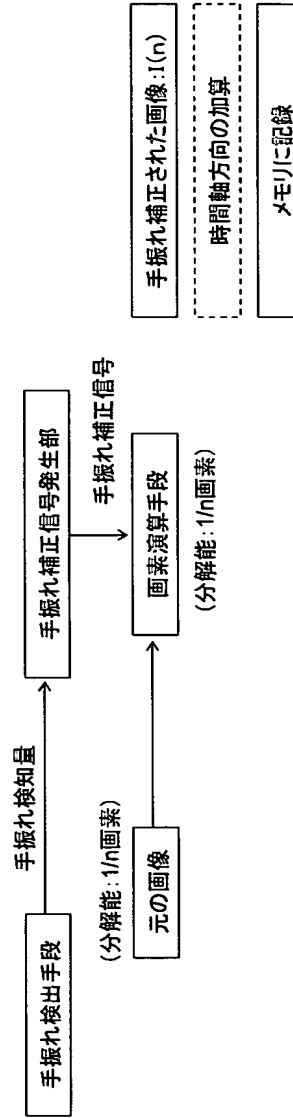 手振れ検出手段
手振れ検知量
手振れ補正信号発生部
(分解能:1/n画素)
手振れ補正信号
元の画像
画素演算手段
(分解能:1/n画素)
手振れ補正された画像:I(n)
時間軸方向の加算
メモリに記録